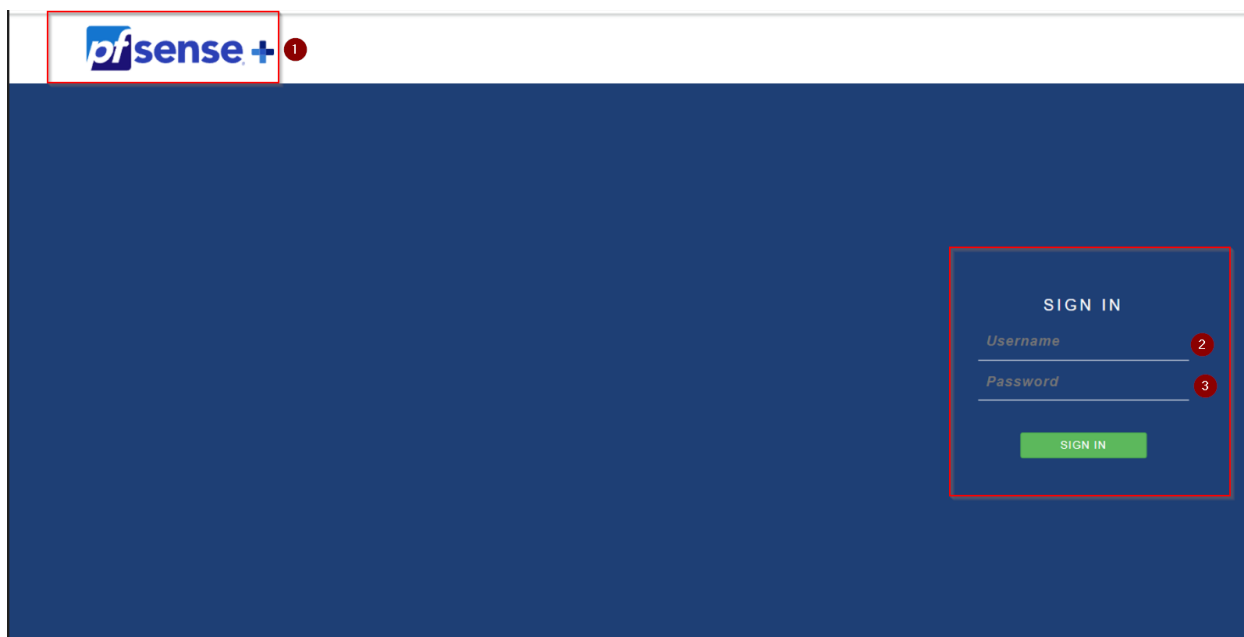 pfsense +
1
SIGN IN
Username
2
Password
3
SIGN IN